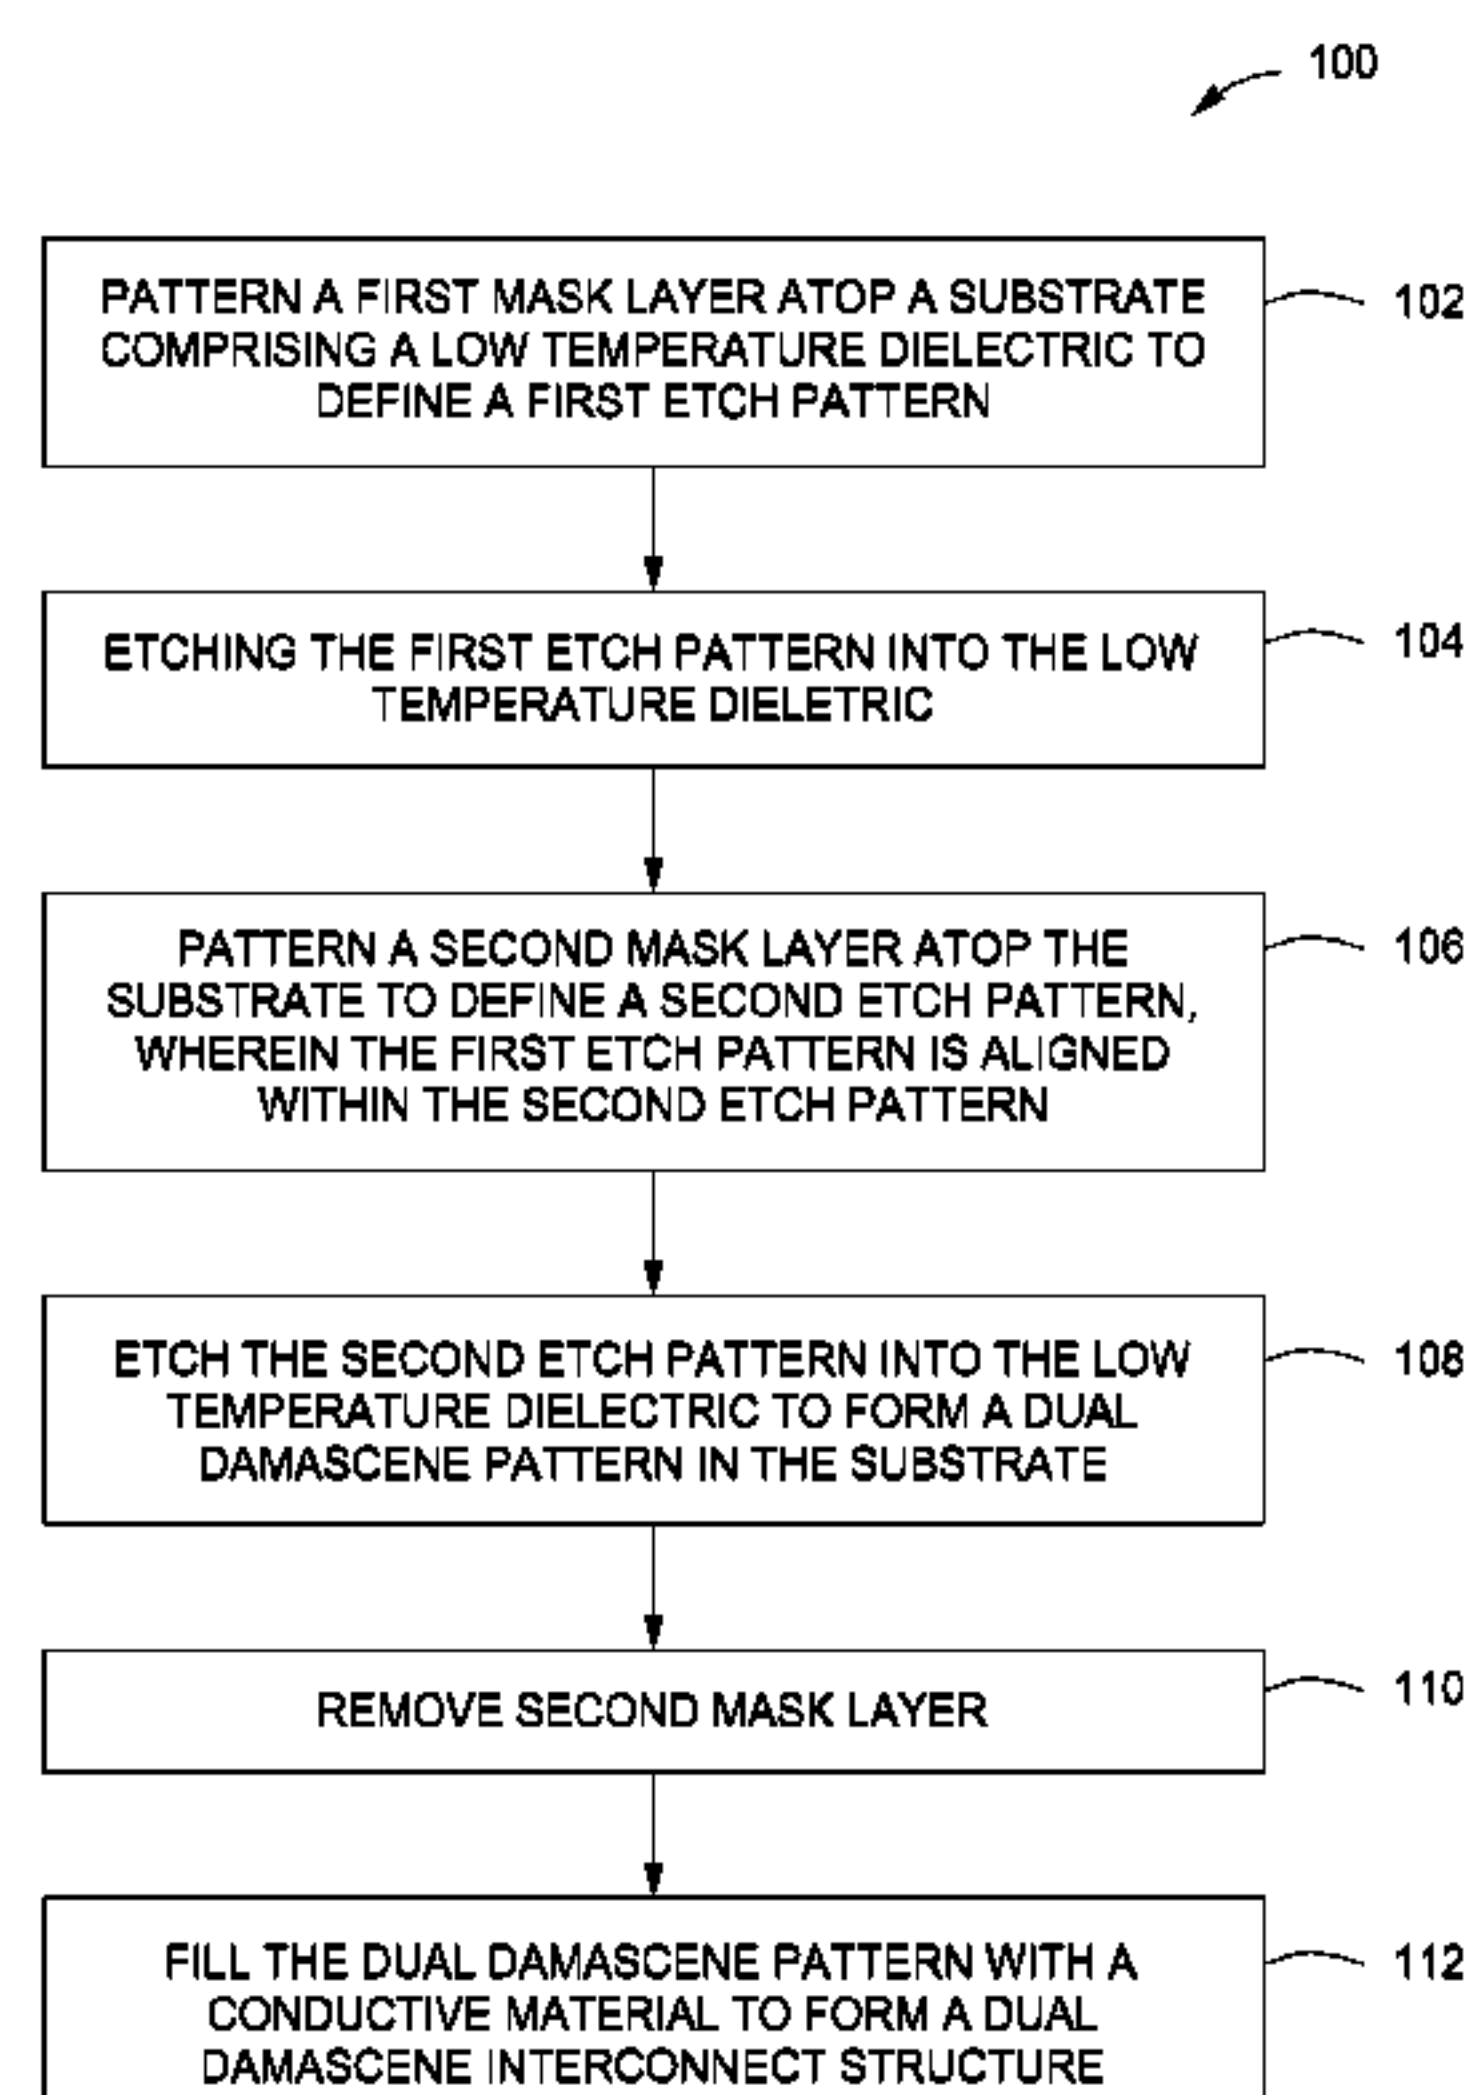 100
PATTERN A FIRST MASK LAYER ATOP A SUBSTRATE
COMPRISING A LOW TEMPERATURE DIELECTRIC TO
DEFINE A FIRST ETCH PATTERN
102
ETCHING THE FIRST ETCH PATTERN INTO THE LOW
TEMPERATURE DIELETRIC
104
PATTERN A SECOND MASK LAYER ATOP THE
SUBSTRATE TO DEFINE A SECOND ETCH PATTERN,
WHEREIN THE FIRST ETCH PATTERN IS ALIGNED
WITHIN THE SECOND ETCH PATTERN
106
ETCH THE SECOND ETCH PATTERN INTO THE LOW
TEMPERATURE DIELECTRIC TO FORM A DUAL
DAMASCENE PATTERN IN THE SUBSTRATE
108
REMOVE SECOND MASK LAYER
110
FILL THE DUAL DAMASCENE PATTERN WITH A
CONDUCTIVE MATERIAL TO FORM A DUAL
DAMASCENE INTERCONNECT STRUCTURE
112